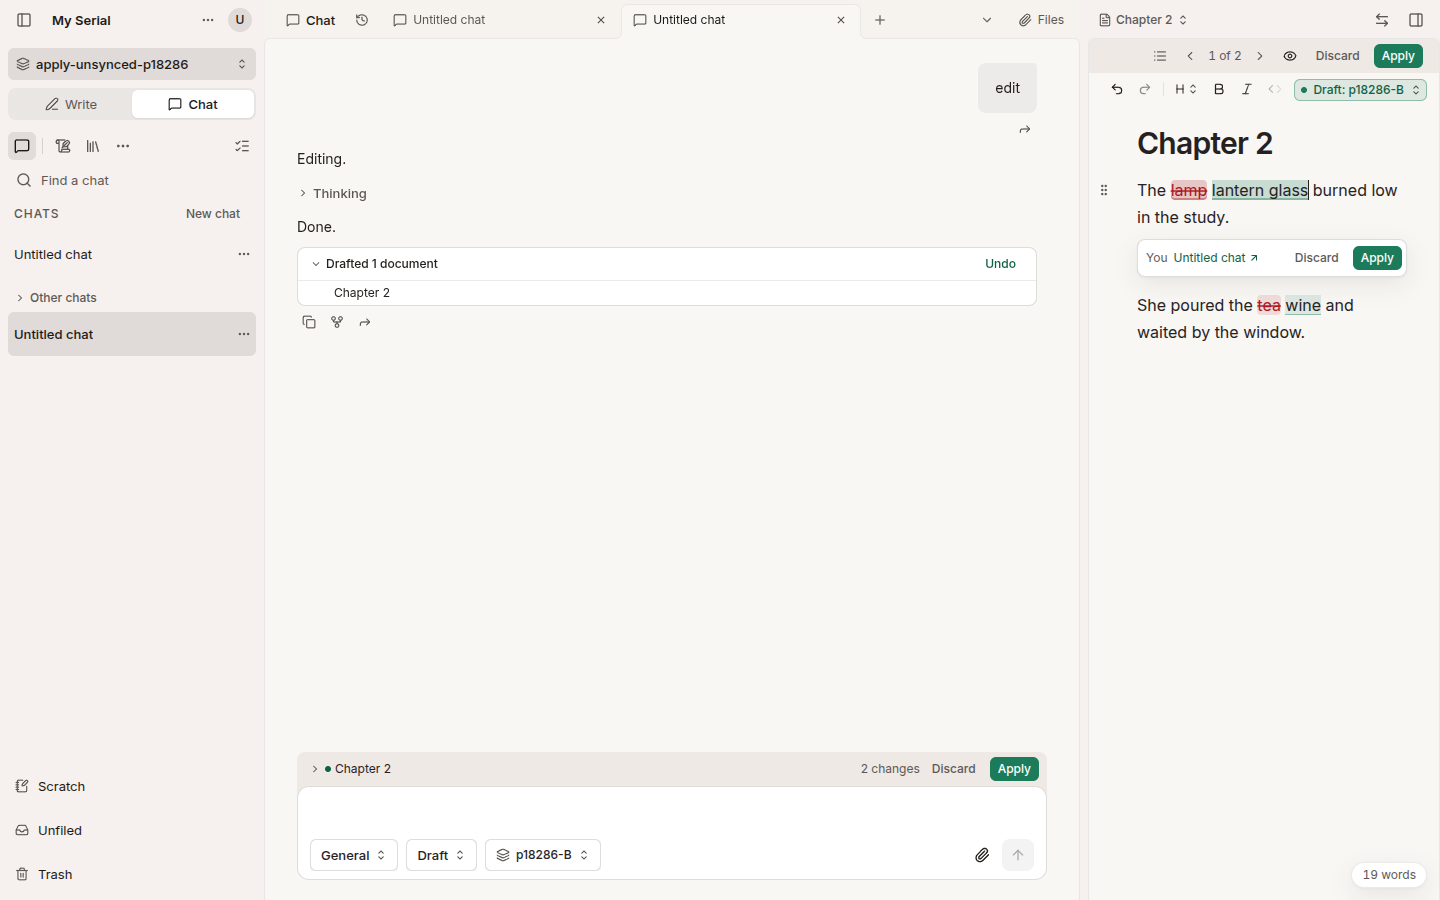 My Serial
U
apply-unsynced-p18286
Write
Chat
Find a chat
CHATS
New chat
Untitled chat
Other chats
Untitled chat
Scratch
Unfiled
Trash
Chat
Untitled chat
Untitled chat
Files
edit
Editing.
Thinking
Done.
Drafted 1 document
Undo
Chapter 2
Chapter 2
2 changes
Discard
Apply
General
Draft
p18286-B
Chapter 2
1 of 2
Discard
Apply
H
B
I
Draft: p18286-B
Chapter 2
The lamp lantern glass burned low
in the study.
You Untitled chat
Discard
Apply
She poured the tea wine and
waited by the window.
19 words